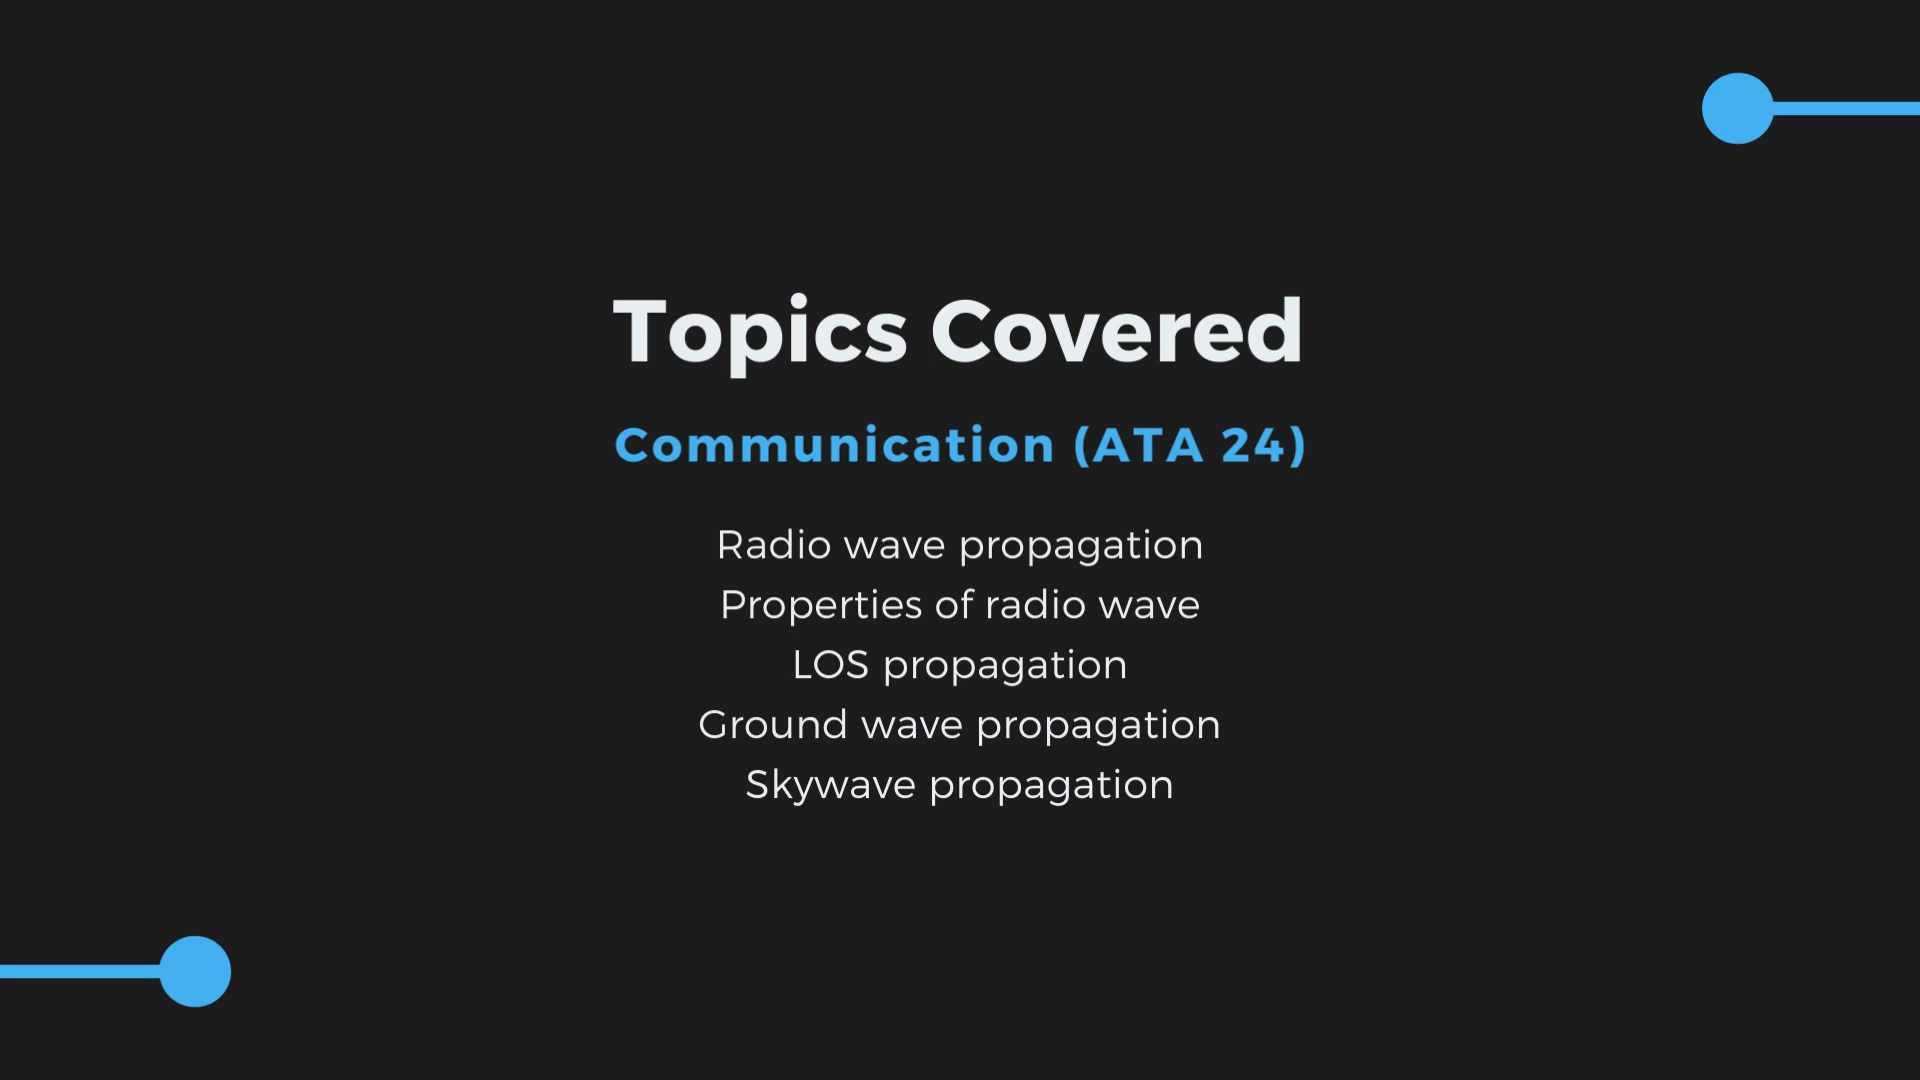 Topics Covered
Communication (ATA 24)
Radio wave propagation
Properties of radio wave
LOS propagation
Ground wave propagation
Skywave propagation